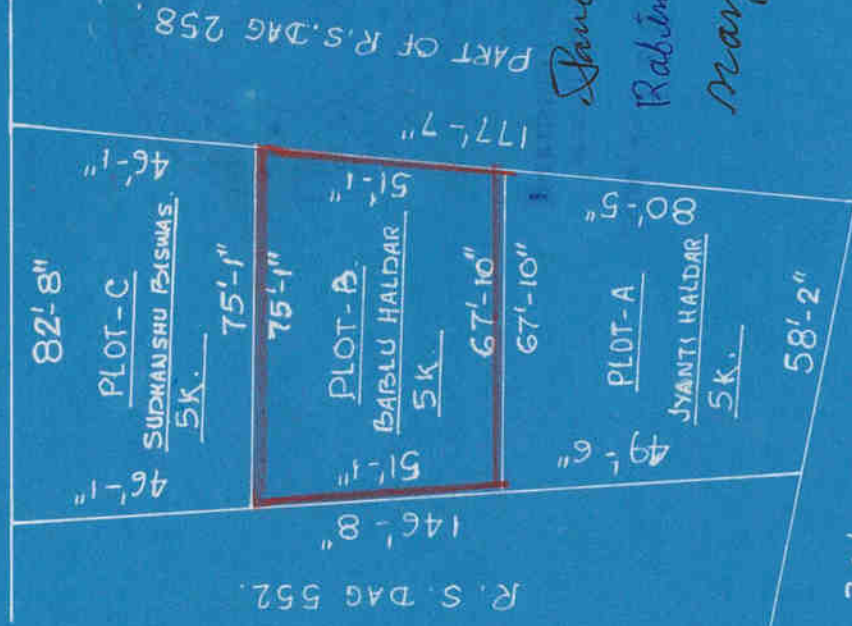 PART OF R.S. DAG 258
177'-7"
82'-8"
46'-1"
PLOT-C
SUDHANSHU BISWAS.
5K.
46'-1"
75'-1"
75'-1"
51'-1"
PLOT-B.
BABLU HALDAR
5K.
51'-1"
67'-10"
67'-10"
80'-5"
PLOT-A
JYANTI HALDAR
5K.
49'-6"
58'-2"
146'-8"
R.S. DAG 552.